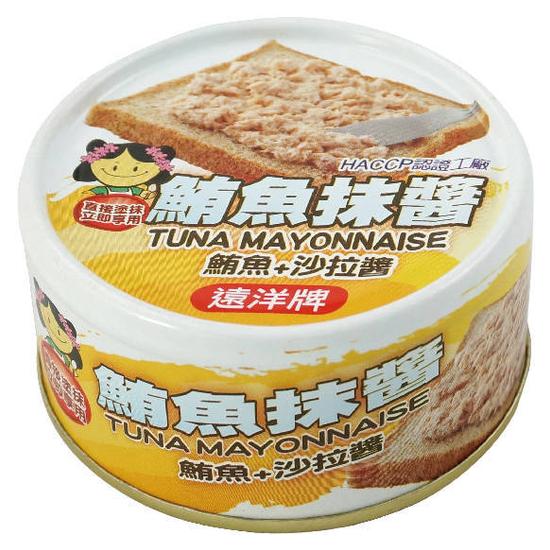 HACCP認證工廠
直接塗抹
立即享用
鮪魚抹醬
TUNA MAYONNAISE
鮪魚+沙拉醬
遠洋牌
鮪魚抹醬
TUNA MAYONNAISE
鮪魚+沙拉醬